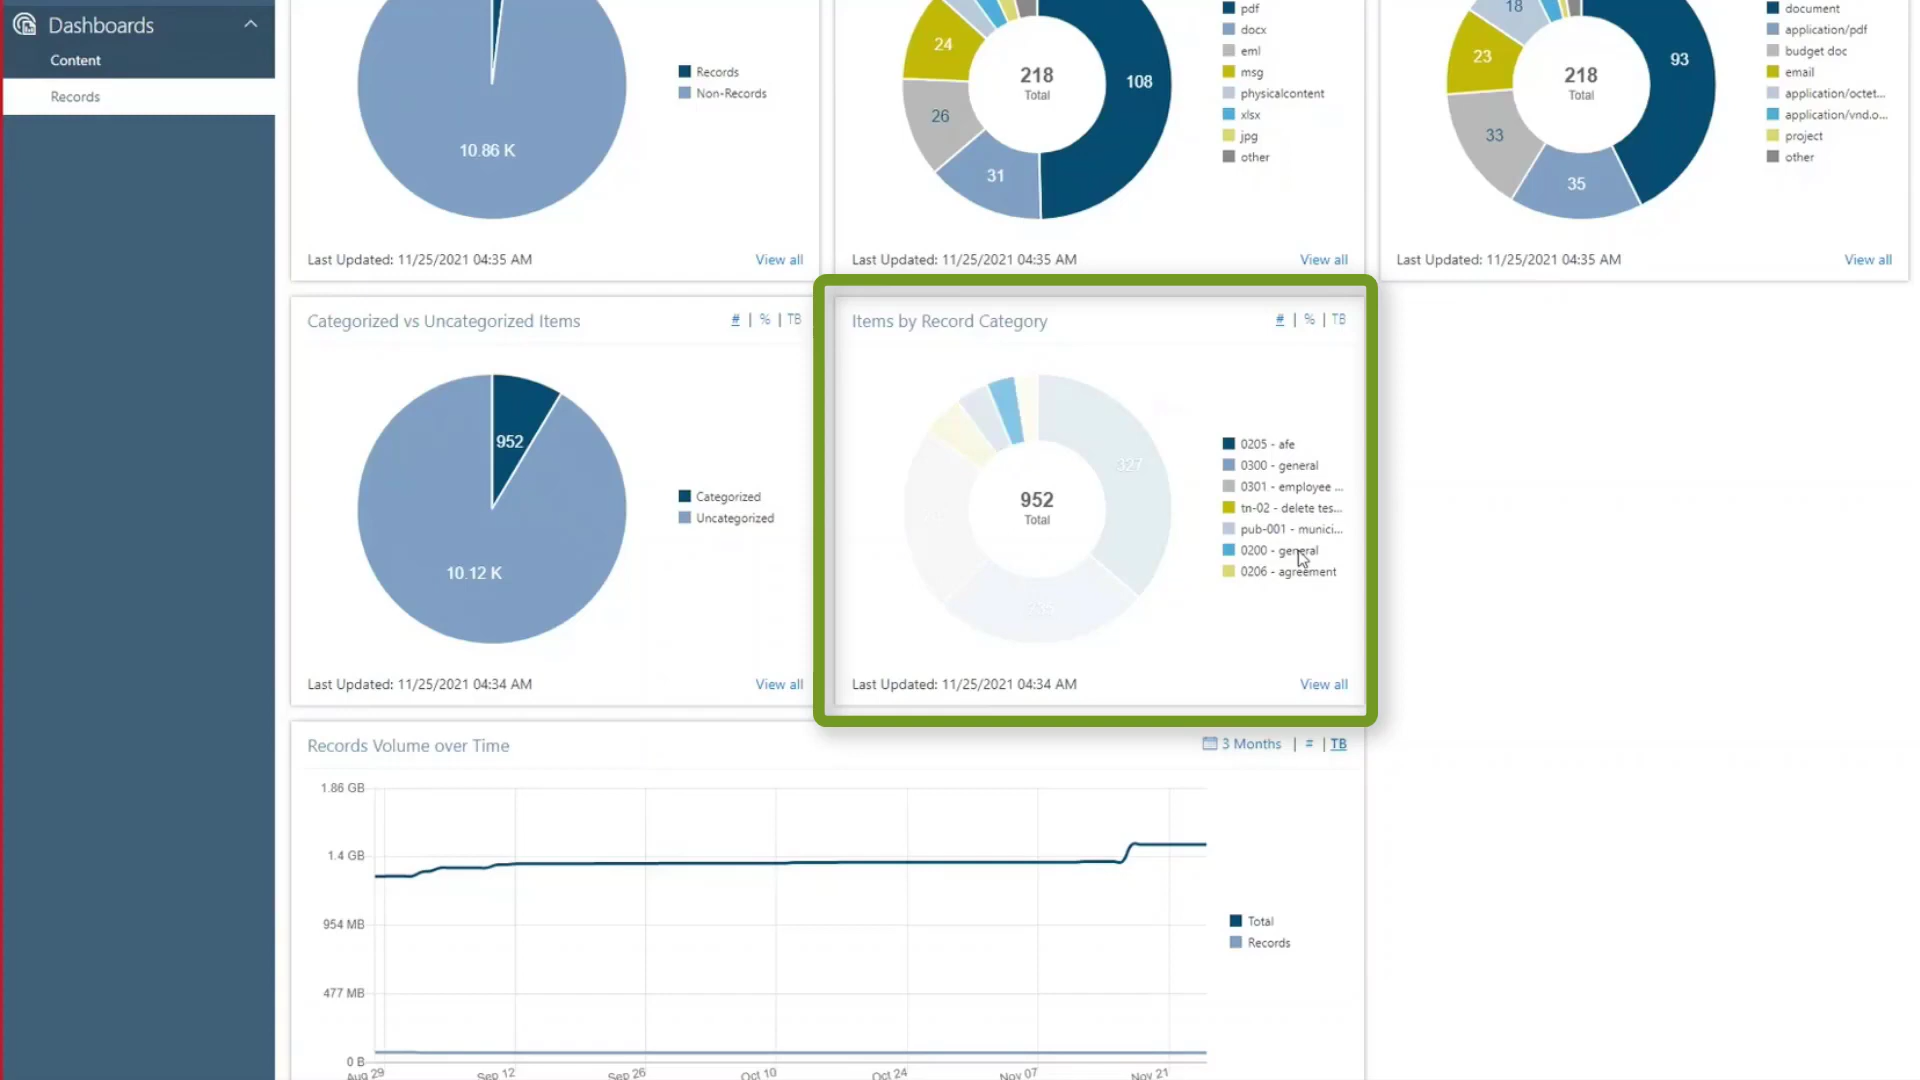 Dashboards
Content
Records
10.86 K
Records
Non-Records
Last Updated: 11/25/2021 04:35 AM
View all
24
26
31
108
218
Total
pdf
docx
eml
msg
physicalcontent
xlsx
jpg
other
Last Updated: 11/25/2021 04:35 AM
View all
18
23
33
35
93
218
Total
document
application/pdf
budget doc
email
application/octet...
application/vnd.o...
project
other
Last Updated: 11/25/2021 04:35 AM
View all
Categorized vs Uncategorized Items
# | % | TB
952
10.12 K
Categorized
Uncategorized
Last Updated: 11/25/2021 04:34 AM
View all
Items by Record Category
# | % | TB
327
952
Total
0205 - afe
0300 - general
0301 - employee ...
tn-02 - delete tes...
pub-001 - munici...
0200 - general
0206 - agreement
Last Updated: 11/25/2021 04:34 AM
View all
Records Volume over Time
3 Months | # | TB
1.86 GB
1.4 GB
954 MB
477 MB
0 B
Aug 29
Sep 12
Sep 26
Oct 10
Oct 24
Nov 07
Nov 21
Total
Records